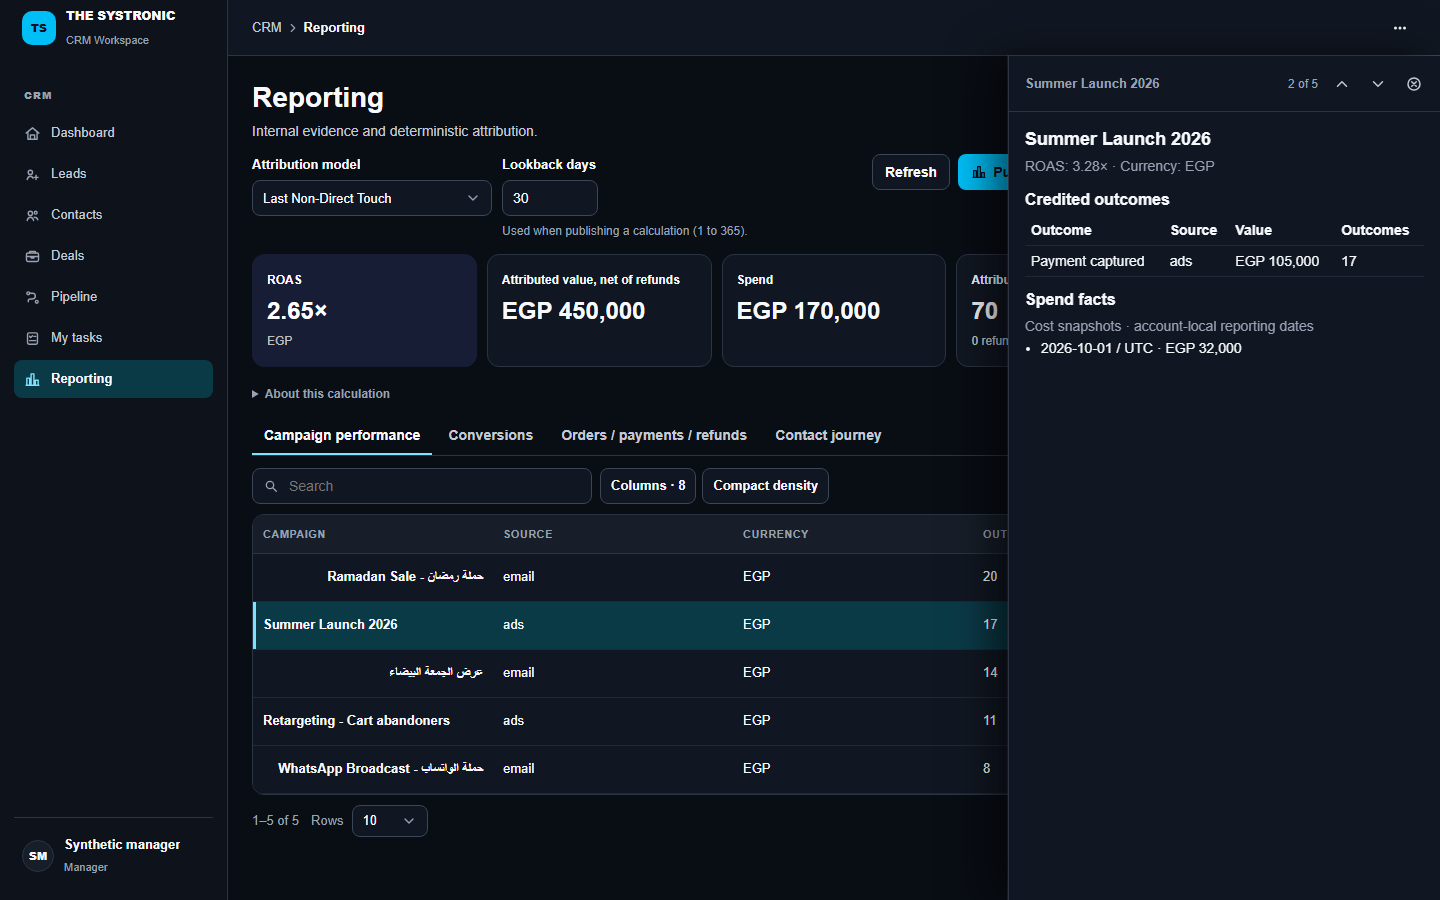 TS
THE SYSTRONIC
CRM Workspace
CRM
Dashboard
Leads
Contacts
Deals
Pipeline
My tasks
Reporting
SM
Synthetic manager
Manager
CRM > Reporting
Reporting
Internal evidence and deterministic attribution.
Attribution model
Last Non-Direct Touch
Lookback days
30
Used when publishing a calculation (1 to 365).
Refresh
ROAS
2.65×
EGP
Attributed value, net of refunds
EGP 450,000
Spend
EGP 170,000
70
About this calculation
Campaign performance
Conversions
Orders / payments / refunds
Contact journey
Search
Columns · 8
Compact density
CAMPAIGN SOURCE CURRENCY
حملة رمضان - Ramadan Sale email EGP 20
Summer Launch 2026 ads EGP 17
عرض الجمعة البيضاء email EGP 14
Retargeting - Cart abandoners ads EGP 11
حملة الواتساب - WhatsApp Broadcast email EGP 8
1–5 of 5 Rows 10
Summer Launch 2026
2 of 5
Summer Launch 2026
ROAS: 3.28× · Currency: EGP
Credited outcomes
Outcome Source Value Outcomes
Payment captured ads EGP 105,000 17
Spend facts
Cost snapshots · account-local reporting dates
• 2026-10-01 / UTC · EGP 32,000